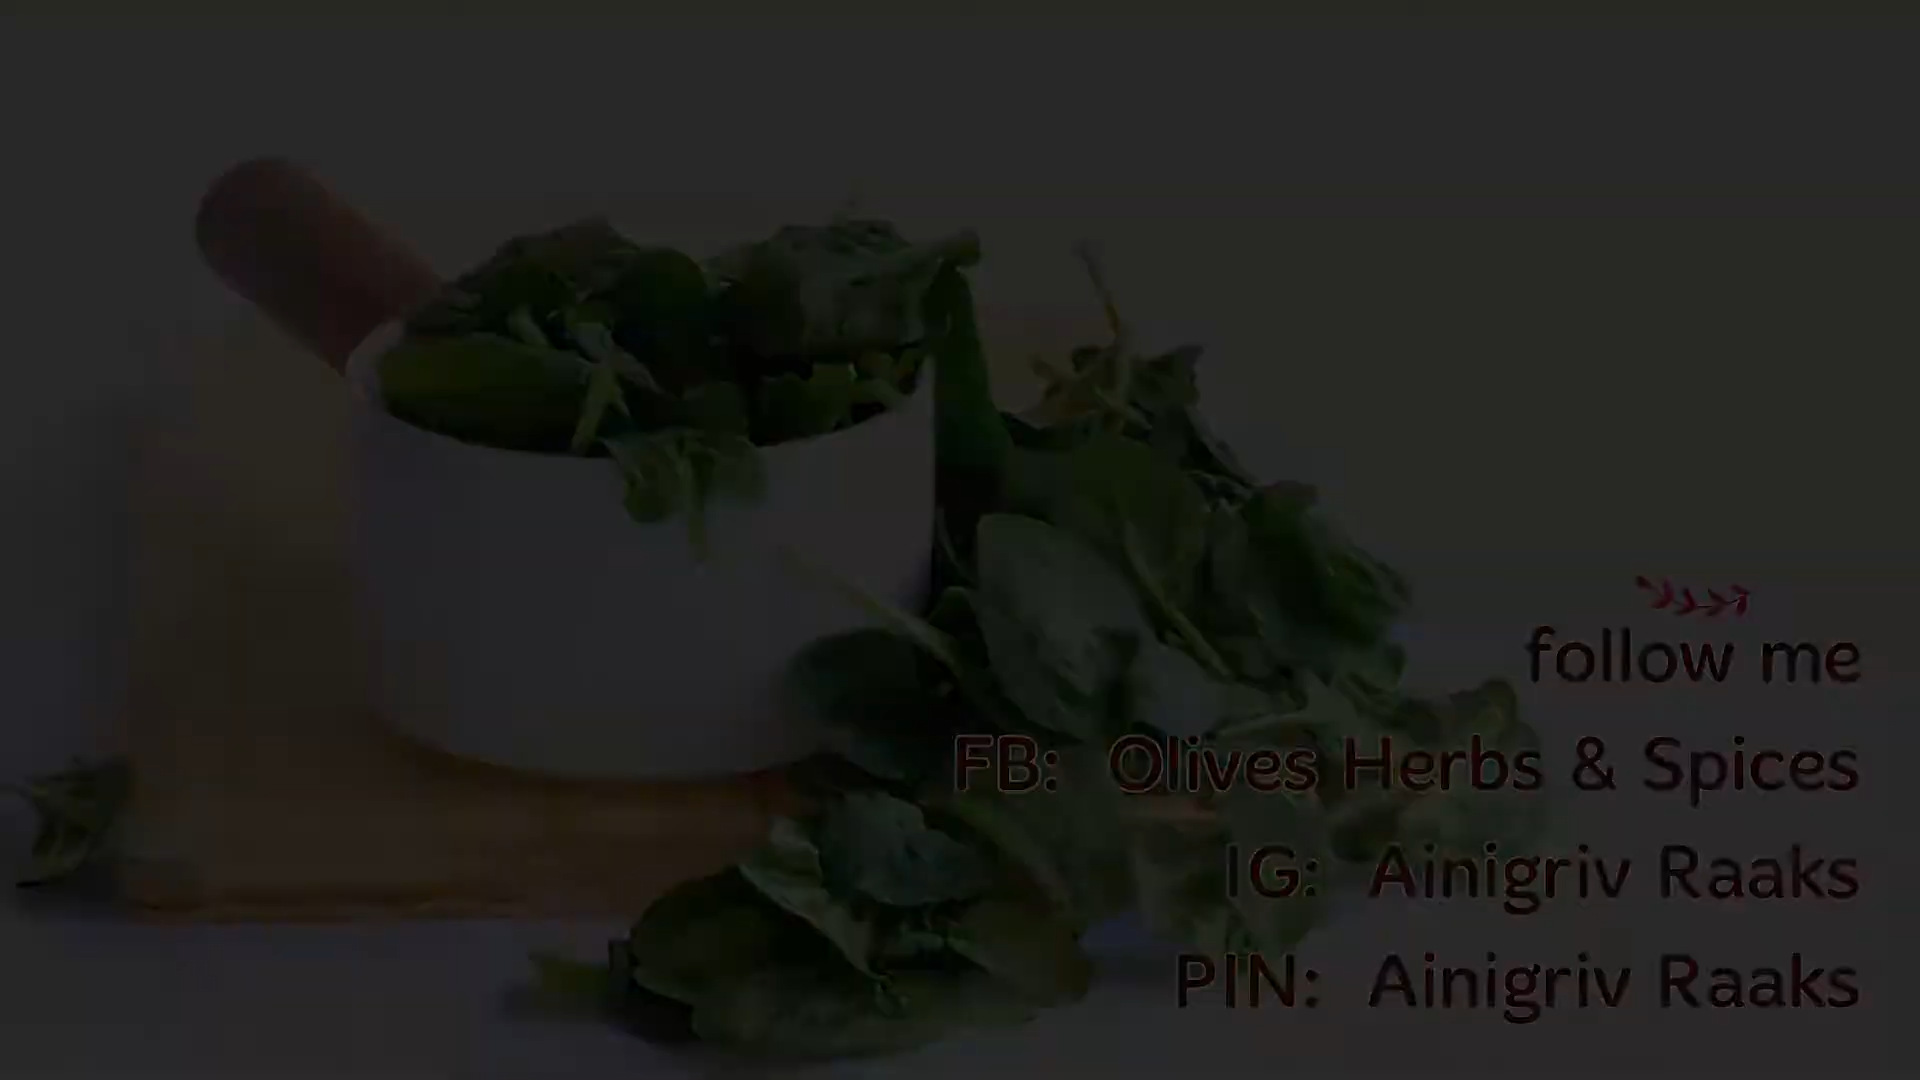 follow me
FB: Olives Herbs & Spices
IG: Ainigriv Raaks
PIN: Ainigriv Raaks